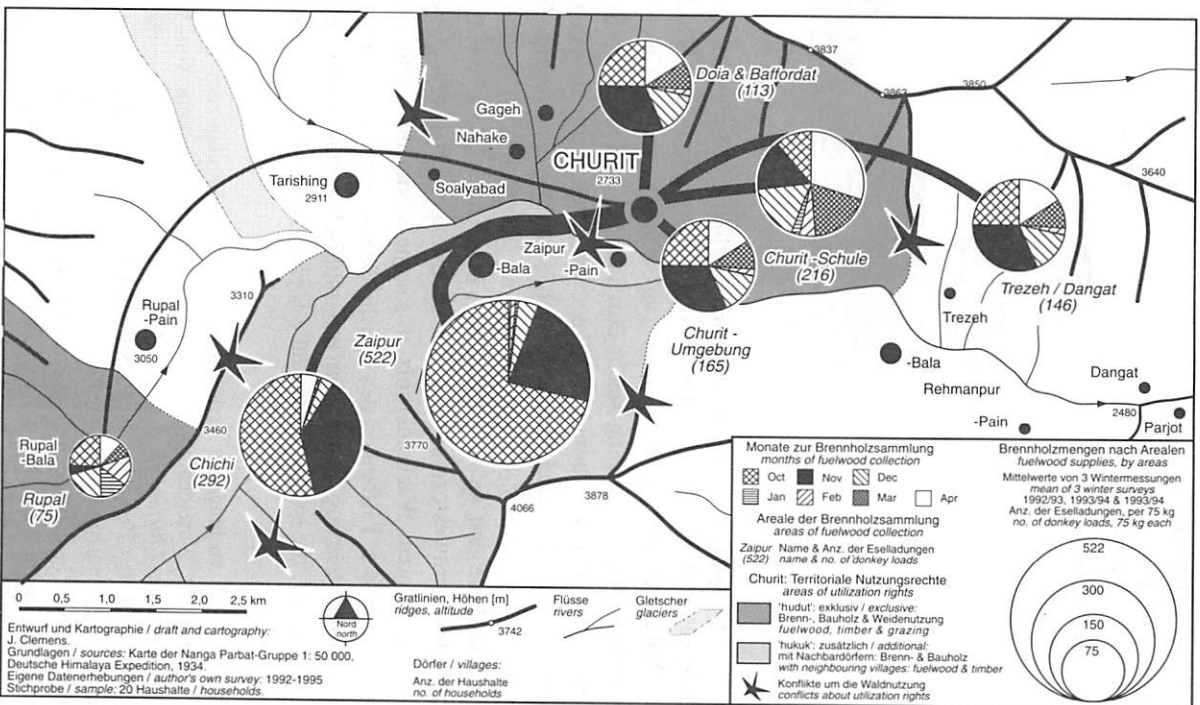 3837
3850
Doia & Baffordat
(113)
3863
Gageh
Nahake
CHURIT
2733
3640
Tarishing
2911
Soalyabad
Zaipur
-Bala
-Pain
Churit -Schule
(216)
Trezeh / Dangat
(146)
3310
Rupal
-Pain
3050
Zaipur
(522)
Churit -
Umgebung
(165)
Trezeh
-Bala
Rehmanpur
Dangat
2480
-Pain
Parjot
Rupal
-Bala
Rupal
(75)
3460
Chichi
(292)
3770
4066
3878
Monate zur Brennholzsammlung
months of fuelwood collection
Oct Nov Dec
Jan Feb Mar Apr
Areale der Brennholzsammlung
areas of fuelwood collection
Zaipur Name & Anz. der Eselladungen
(522) name & no. of donkey loads
Churit: Territoriale Nutzungsrechte
areas of utilization rights
'hudut': exklusiv / exclusive:
Brenn-, Bauholz & Weidenutzung
fuelwood, timber & grazing
'hukuk': zusätzlich / additional:
mit Nachbardörfern: Brenn- & Bauholz
with neighbouring villages: fuelwood & timber
Konflikte um die Waldnutzung
conflicts about utilization rights
Brennholzmengen nach Arealen
fuelwood supplies, by areas
Mittelwerte von 3 Wintermessungen
mean of 3 winter surveys
1992/93, 1993/94 & 1993/94
Anz. der Eselladungen, per 75 kg
no. of donkey loads, 75 kg each
522
300
150
75
0 0,5 1,0 1,5 2,0 2,5 km
Nord
north
Gratlinien, Höhen [m]
ridges, altitude
3742
Flüsse
rivers
Gletscher
glaciers
Entwurf und Kartographie / draft and cartography:
J. Clemens.
Grundlagen / sources: Karte der Nanga Parbat-Gruppe 1: 50 000,
Deutsche Himalaya Expedition, 1934.
Eigene Datenerhebungen / author's own survey: 1992-1995
Stichprobe / sample: 20 Haushalte / households.
Dörfer / villages:
Anz. der Haushalte
no. of households